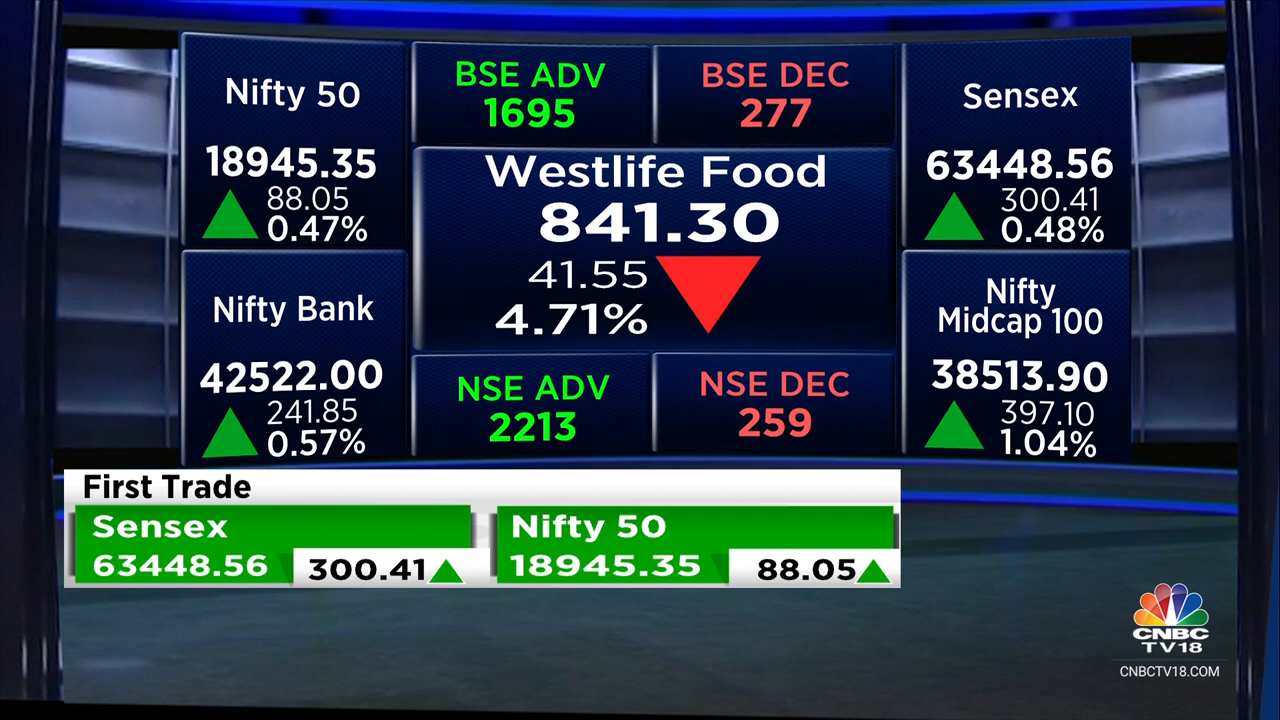 Nifty 50
18945.35
88.05
0.47%
BSE ADV
1695
BSE DEC
277
Sensex
63448.56
300.41
0.48%
Westlife Food
841.30
41.55
4.71%
Nifty Bank
42522.00
241.85
0.57%
NSE ADV
2213
NSE DEC
259
Nifty
Midcap 100
38513.90
397.10
1.04%
First Trade
Sensex
63448.56
300.41
Nifty 50
18945.35
88.05
CNBC
TV18
CNBCTV18.COM